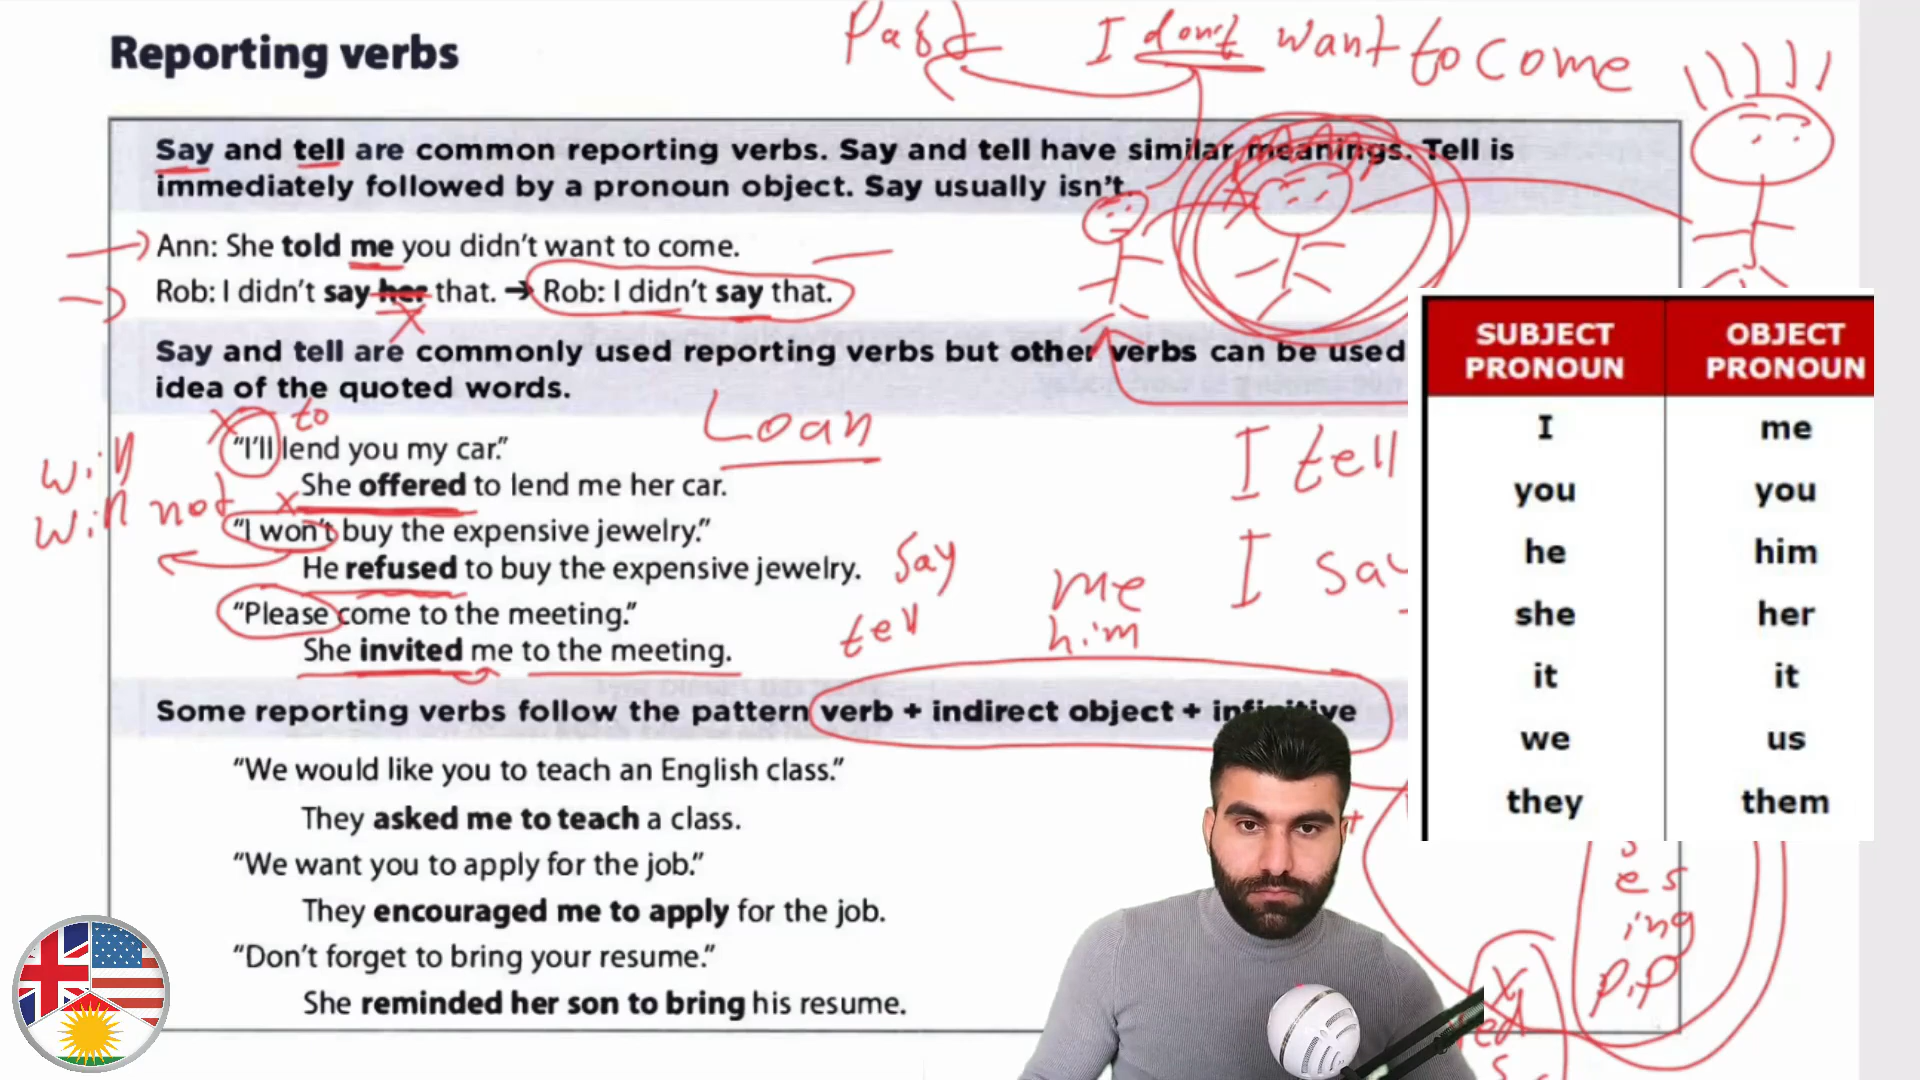 Past I don't want to come
Reporting verbs
Say and tell are common reporting verbs. Say and tell have similar meanings. Tell is
immediately followed by a pronoun object. Say usually isn't.
Ann: She told me you didn't want to come.
Rob: I didn't say her that. → Rob: I didn't say that.
Say and tell are commonly used reporting verbs but other verbs can be used
idea of the quoted words.
to
Loan
"I'll lend you my car."
will
She offered to lend me her car.
will not
"I won't buy the expensive jewelry."
He refused to buy the expensive jewelry.
"Please come to the meeting."
She invited me to the meeting.
I tell
I say
say
tell
me
him
Some reporting verbs follow the pattern verb + indirect object + infinitive
"We would like you to teach an English class."
They asked me to teach a class.
"We want you to apply for the job."
They encouraged me to apply for the job.
"Don't forget to bring your resume."
She reminded her son to bring his resume.
SUBJECT PRONOUN OBJECT PRONOUN
I me
you you
he him
she her
it it
we us
they them
s
es
ing
p.p
ed
s